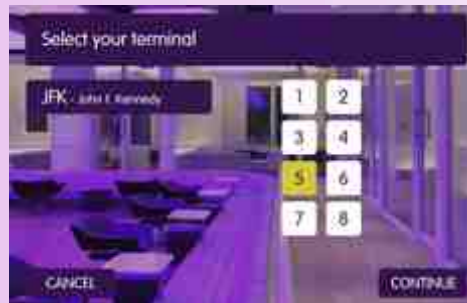 Select your terminal
JFK - John F. Kennedy
1 2
3 4
5 6
7 8
CANCEL CONTINUE